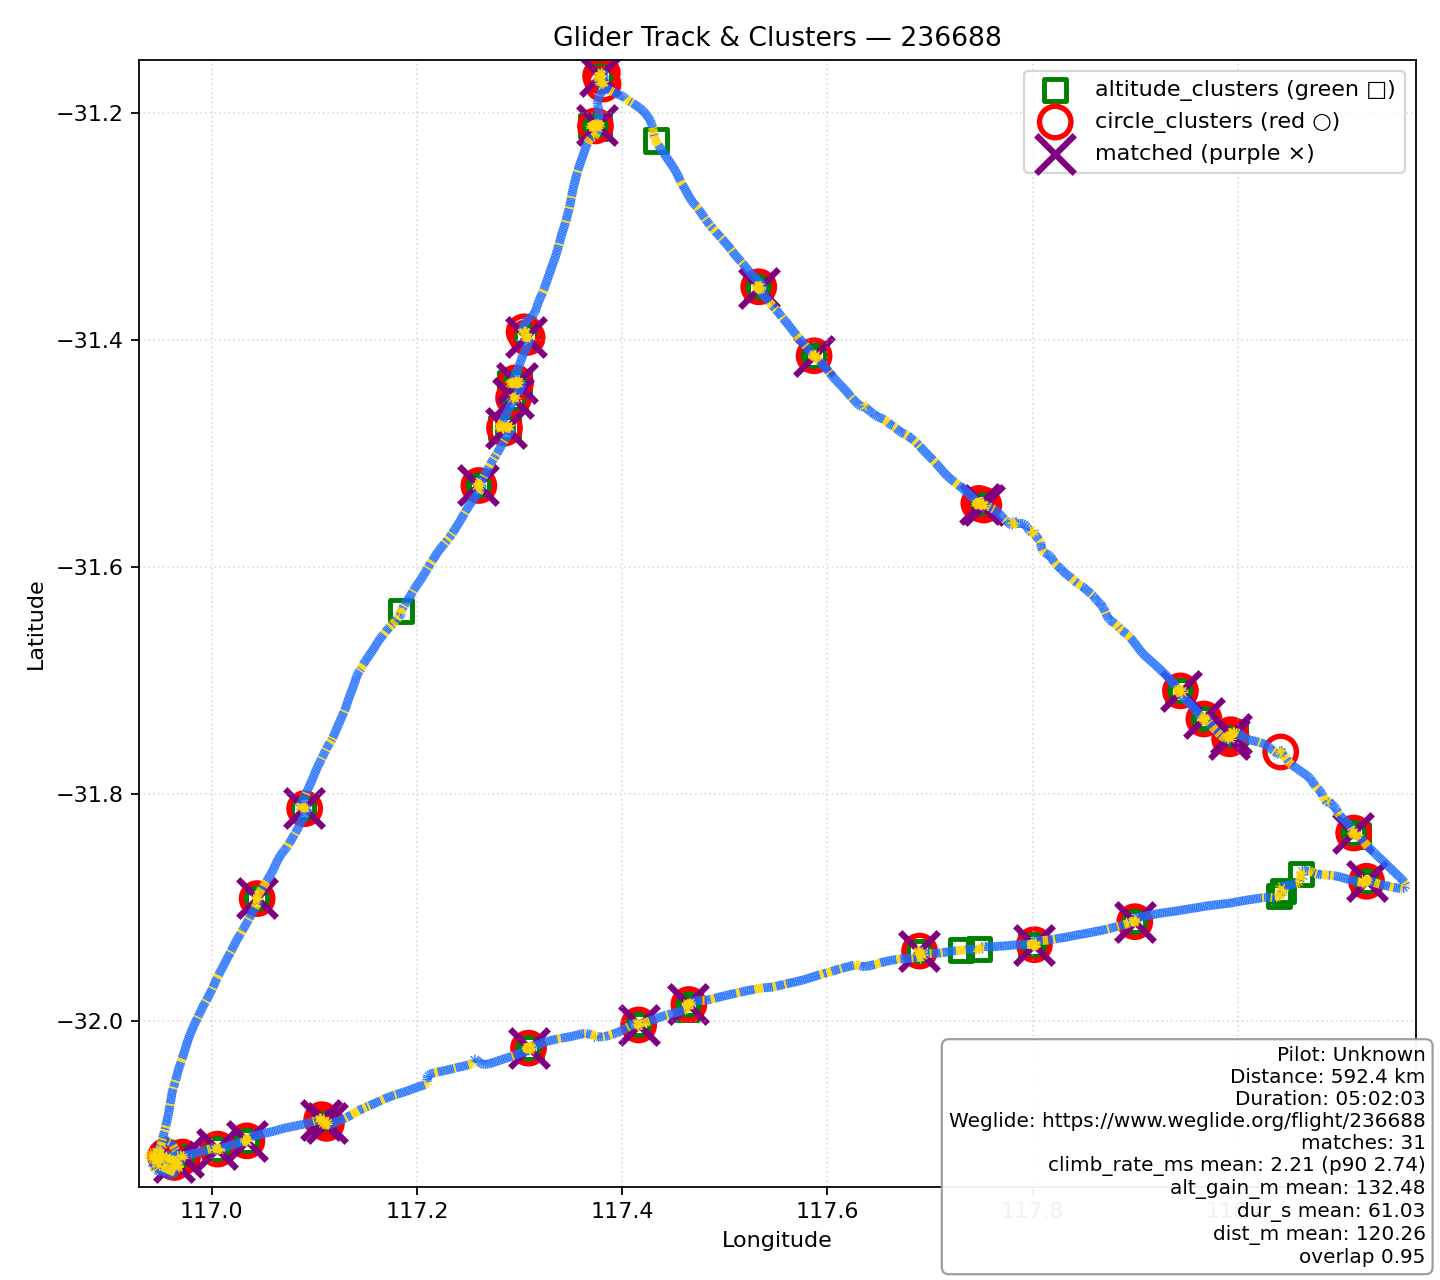 Glider Track & Clusters — 236688
altitude_clusters (green □)
circle_clusters (red ○)
matched (purple ×)
Latitude
−31.2
−31.4
−31.6
−31.8
−32.0
117.0
117.2
117.4
117.6
117.8
Longitude
Pilot: Unknown
Distance: 592.4 km
Duration: 05:02:03
Weglide: https://www.weglide.org/flight/236688
matches: 31
climb_rate_ms mean: 2.21 (p90 2.74)
alt_gain_m mean: 132.48
dur_s mean: 61.03
dist_m mean: 120.26
overlap 0.95